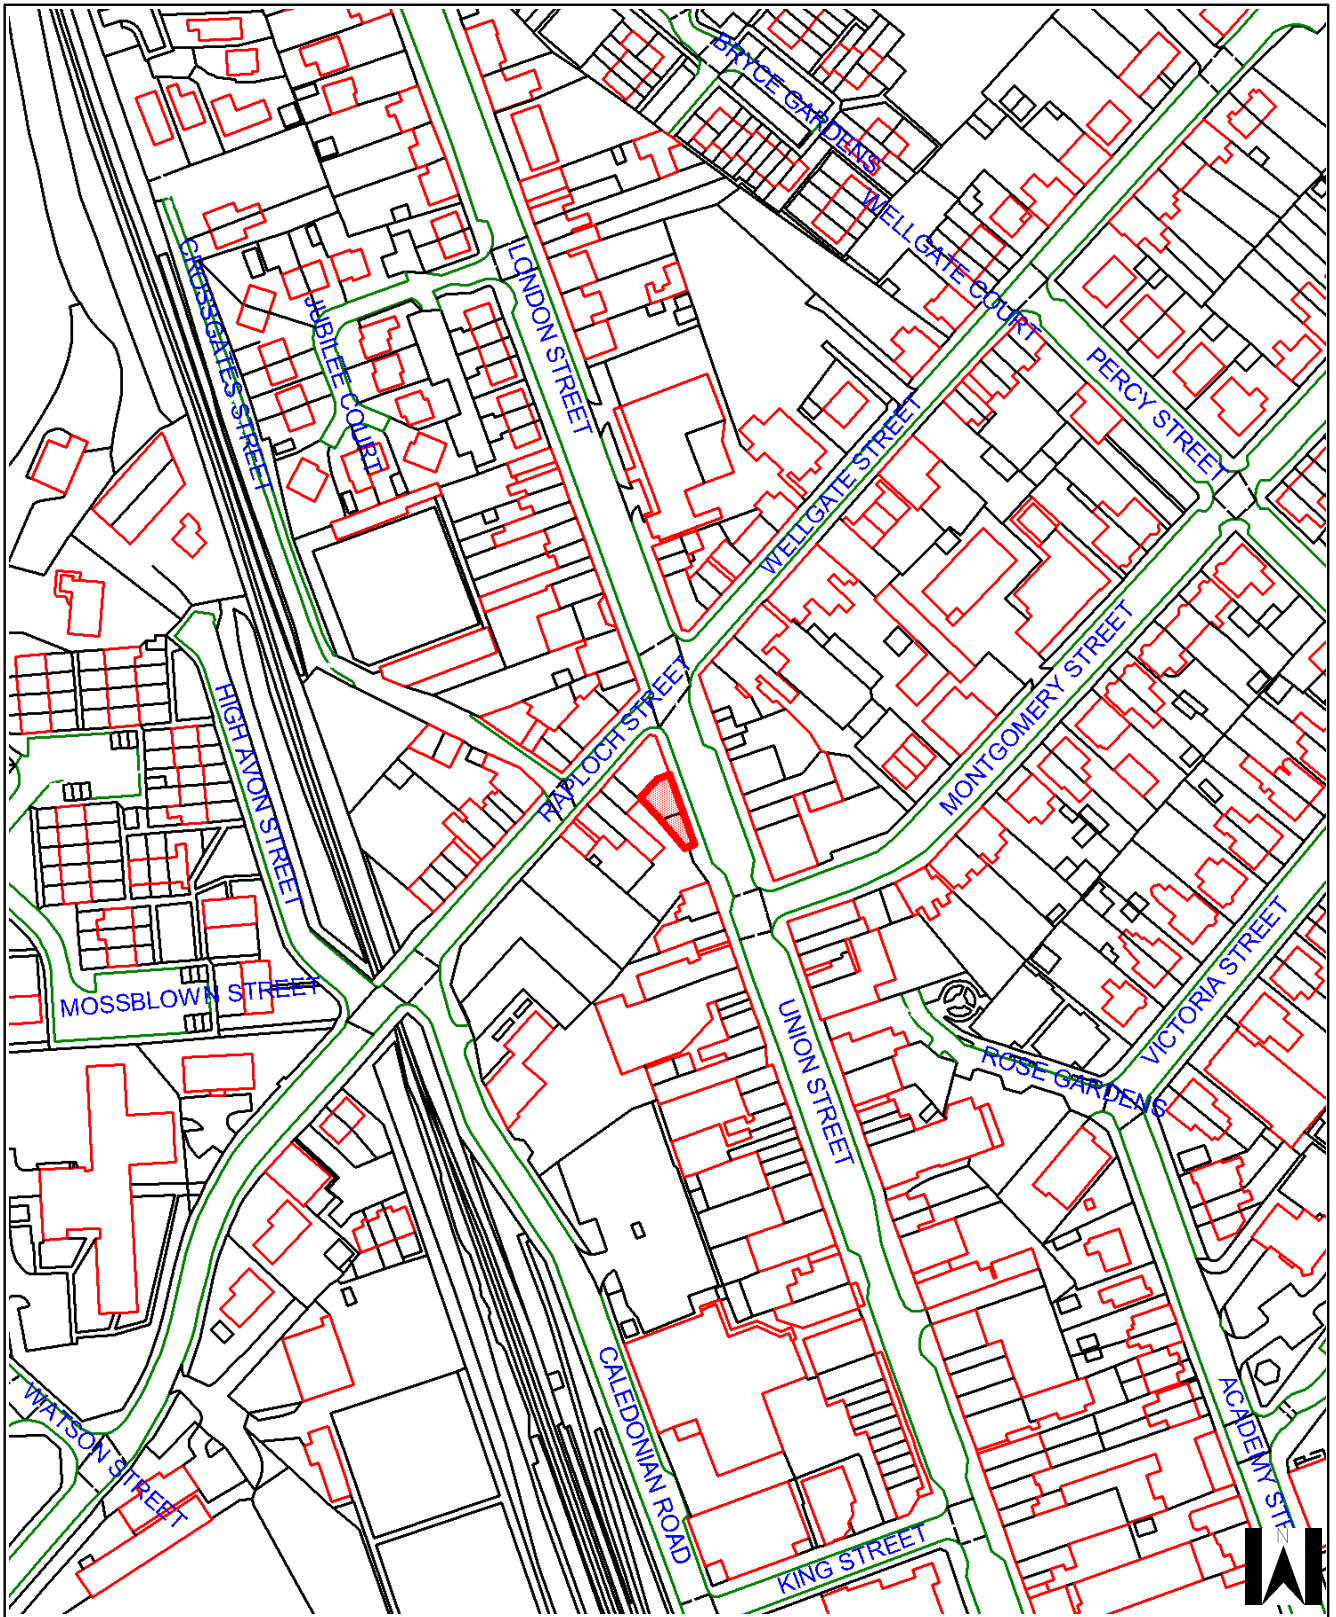 BRYCE GARDENS
WELLGATE COURT
CROSSGATES STREET
JUBILEE COURT
LONDON STREET
PERCY STREET
WELLGATE STREET
MONTGOMERY STREET
RAPLOCH STREET
HIGH AVON STREET
MOSSBLOWN STREET
UNION STREET
VICTORIA STREET
ROSE GARDENS
CALEDONIAN ROAD
WATSON STREET
ACADEMY STR
KING STREET
N